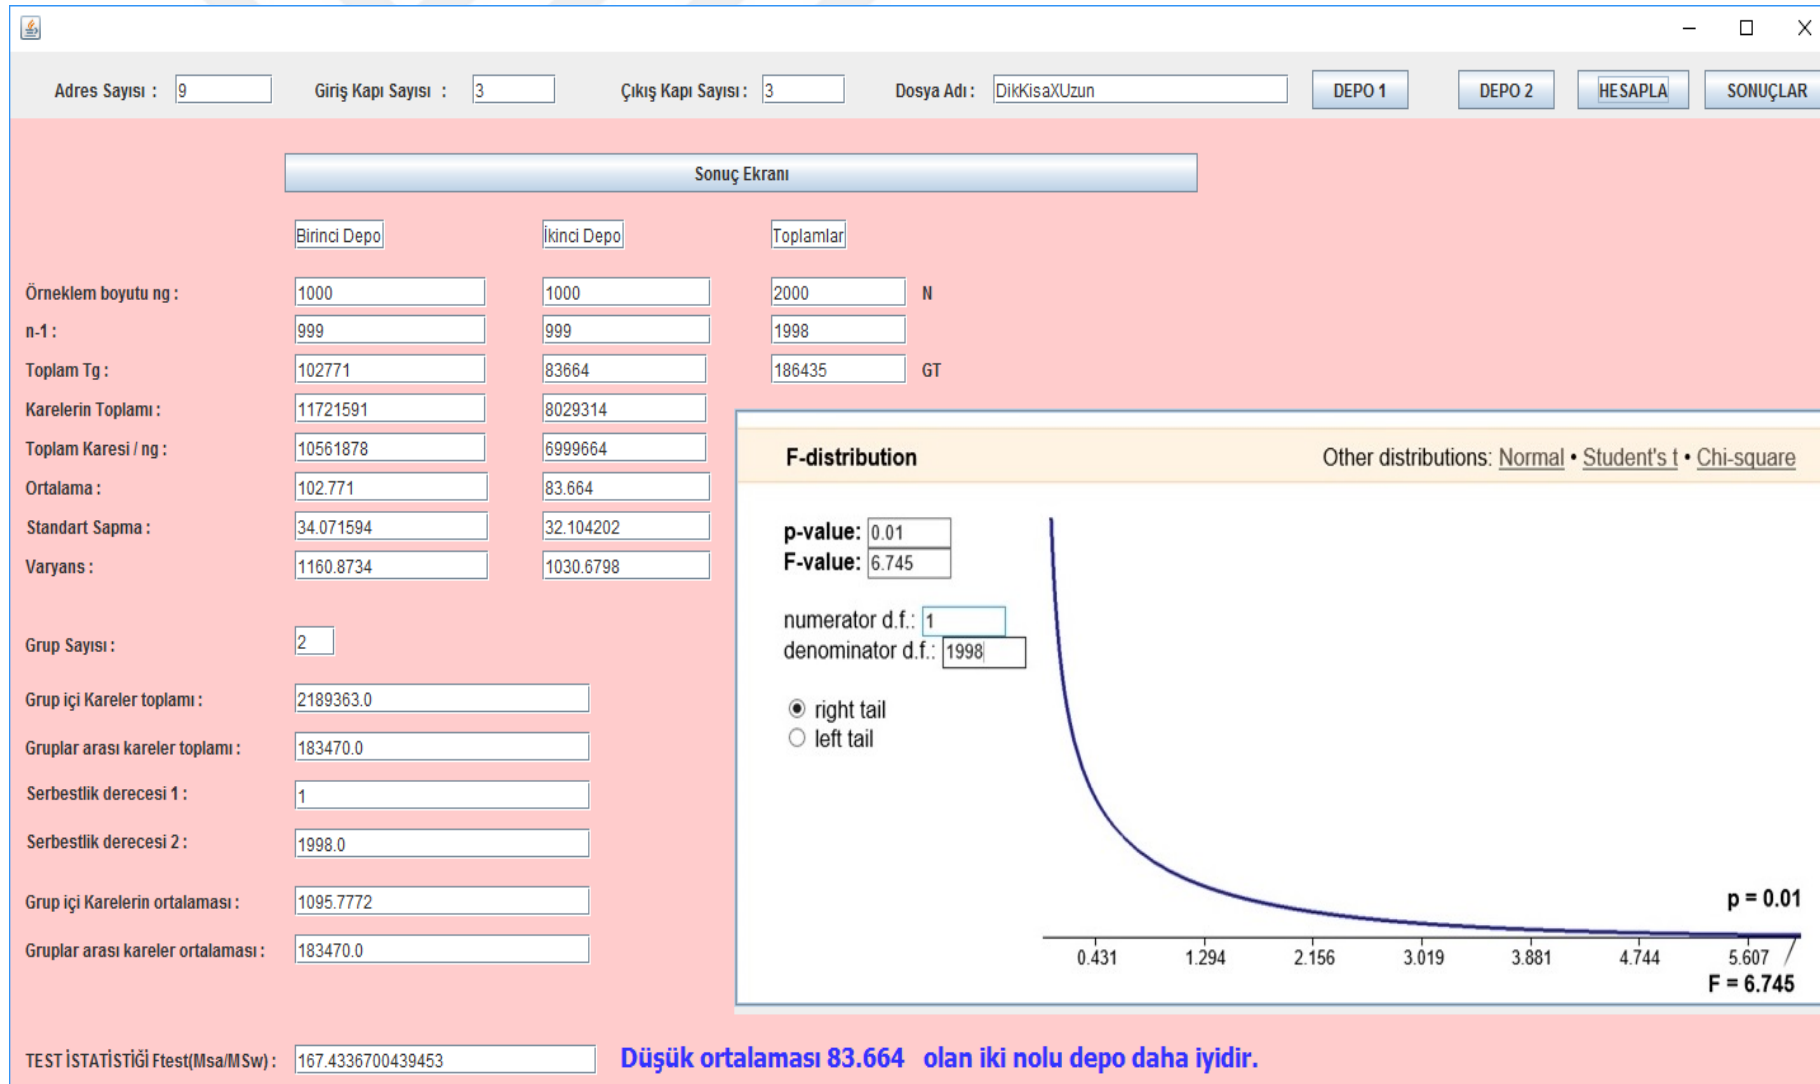 Adres Sayısı : 9 Giriş Kapı Sayısı : 3 Çıkış Kapı Sayısı : 3 Dosya Adı : DikKisaXUzun DEPO 1 DEPO 2 HESAPLA SONUÇLAR
Sonuç Ekranı
Birinci Depo İkinci Depo Toplamlar
Örneklem boyutu ng : 1000 1000 2000 N
n-1 : 999 999 1998
Toplam Tg : 102771 83664 186435 GT
Karelerin Toplamı : 11721591 8029314
Toplam Karesi / ng : 10561878 6999664
Ortalama : 102.771 83.664
Standart Sapma : 34.071594 32.104202
Varyans : 1160.8734 1030.6798
Grup Sayısı : 2
Grup içi Kareler toplamı : 2189363.0
Gruplar arası kareler toplamı : 183470.0
Serbestlik derecesi 1 : 1
Serbestlik derecesi 2 : 1998.0
Grup içi Karelerin ortalaması : 1095.7772
Gruplar arası kareler ortalaması : 183470.0
F-distribution Other distributions: Normal • Student's t • Chi-square
p-value: 0.01
F-value: 6.745
numerator d.f.: 1
denominator d.f.: 1998
right tail
left tail
p = 0.01
0.431 1.294 2.156 3.019 3.881 4.744 5.607
F = 6.745
TEST İSTATİSTİĞİ Ftest(Msa/MSw) : 167.4336700439453 Düşük ortalaması 83.664 olan iki nolu depo daha iyidir.